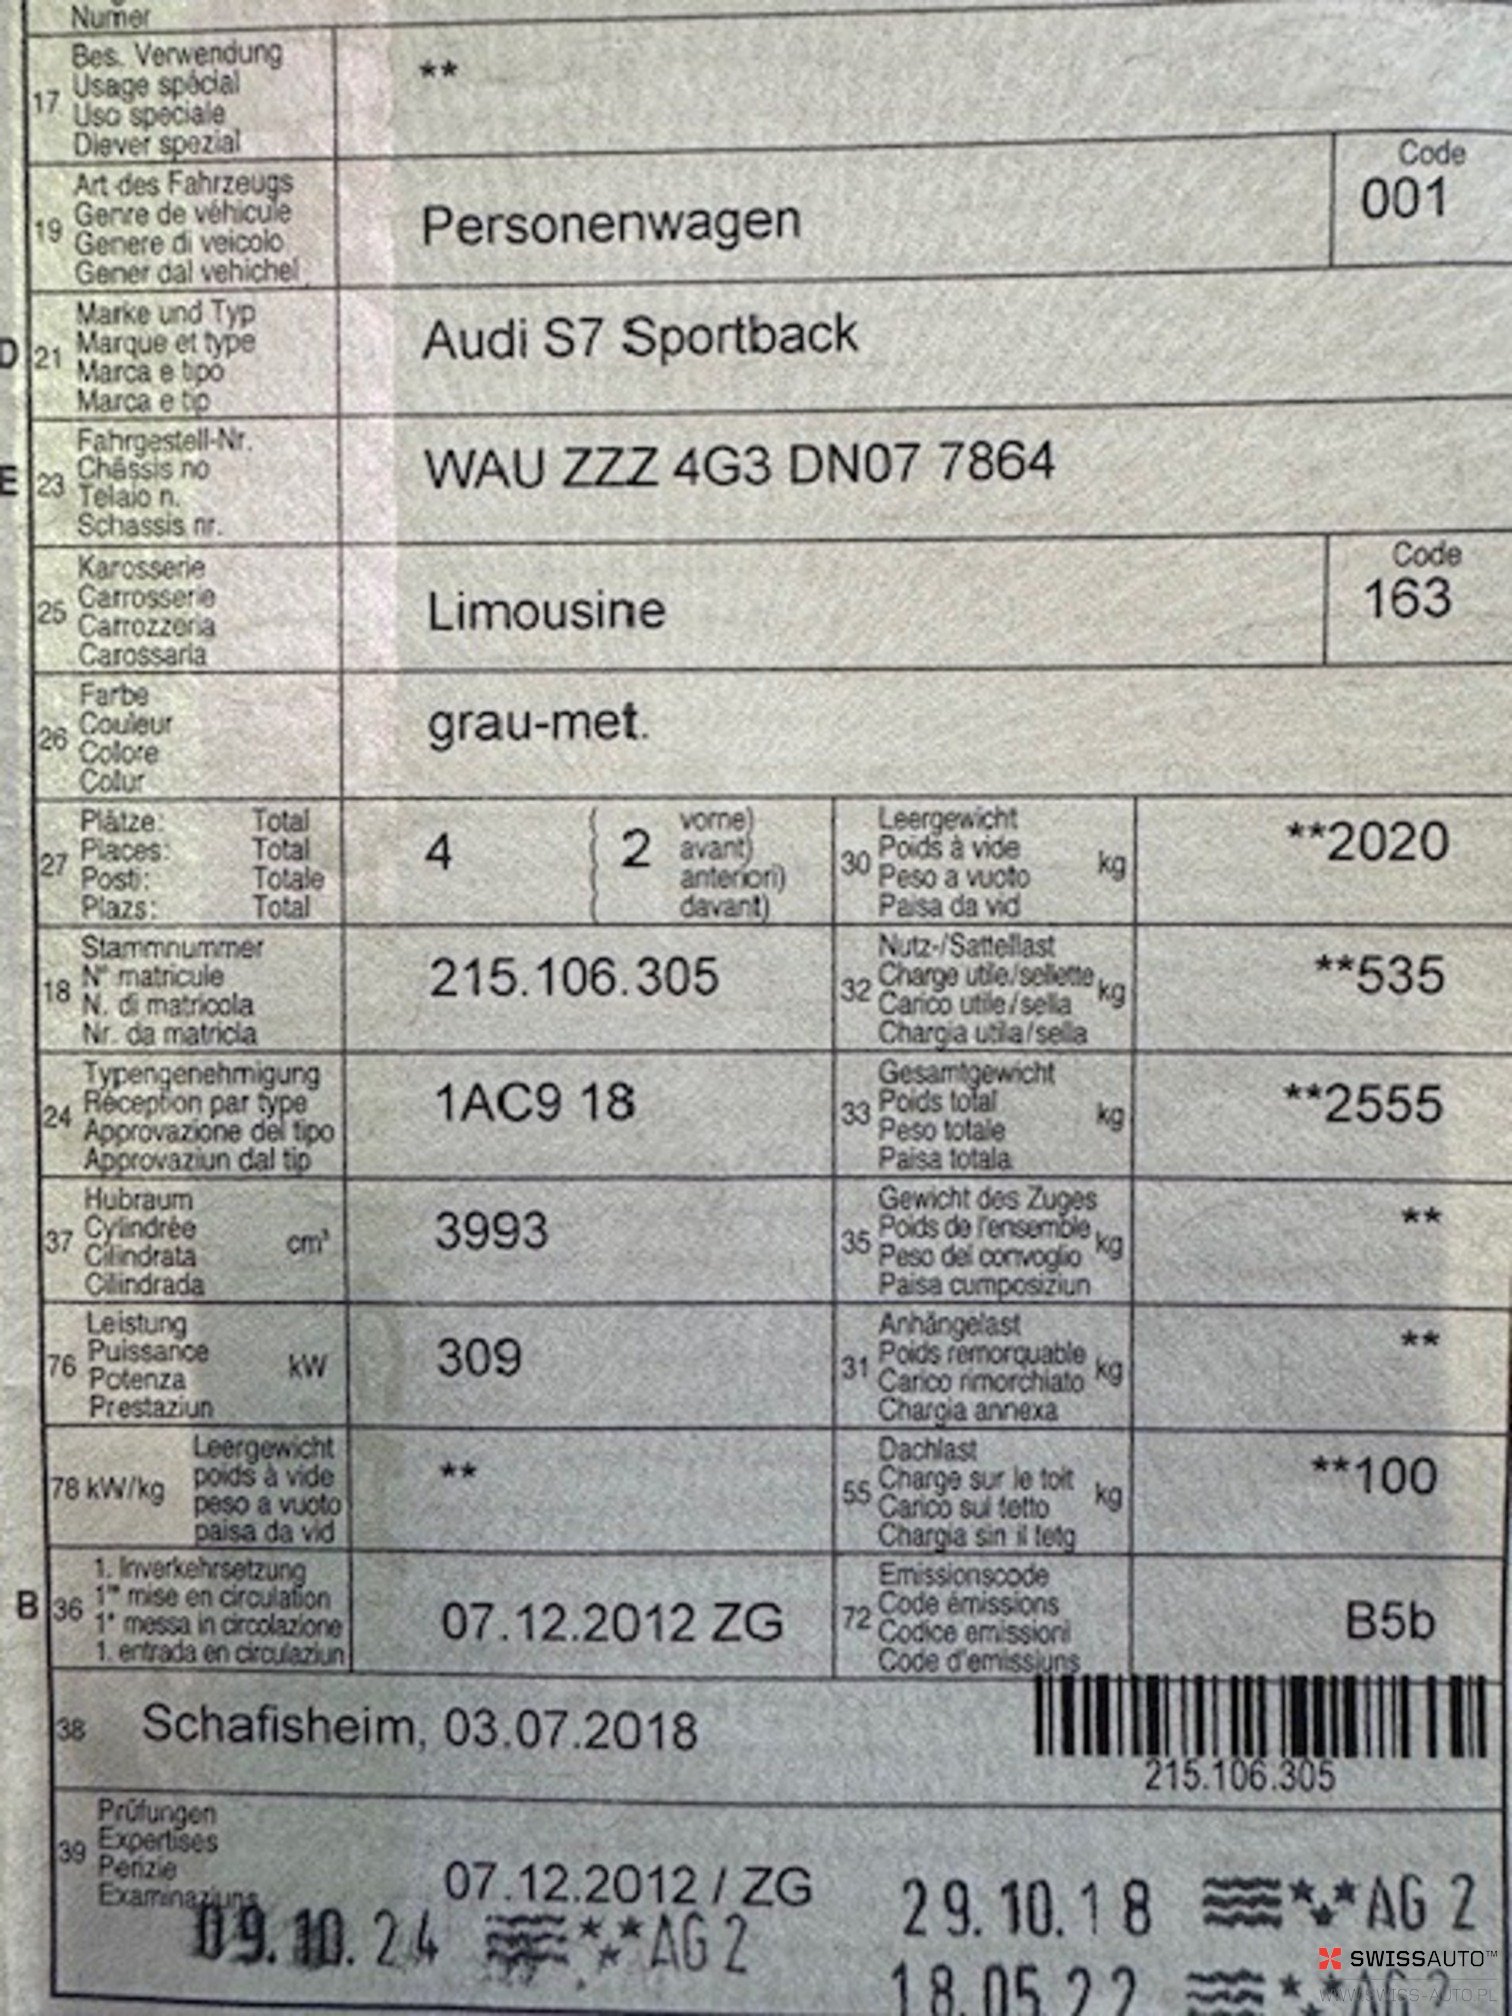 Numer
17 Bes. Verwendung
Usage spécial
Uso speciale
Diever spezial
**
19 Art des Fahrzeugs
Genre de véhicule
Genere di veicolo
Gener dal vehichel
Personenwagen
Code
001
D 21 Marke und Typ
Marque et type
Marca e tipo
Marca e tip
Audi S7 Sportback
E 23 Fahrgestell-Nr.
Châssis no
Telaio n.
Schassis nr.
WAU ZZZ 4G3 DN07 7864
25 Karosserie
Carrosserie
Carrozzeria
Carossaria
Limousine
Code
163
26 Farbe
Couleur
Colore
Colur
grau-met.
27 Plätze: Total
Places: Total
Posti: Totale
Plazs: Total
4 ( 2 vorne)
( avant)
( anteriori)
( davant)
30 Leergewicht
Poids à vide kg
Peso a vuoto
Paisa da vid
**2020
18 Stammnummer
N° matricule
N. di matricola
Nr. da matricla
215.106.305
32 Nutz-/Sattellast
Charge utile/sellette kg
Carico utile/sella
Chargia utila/sella
**535
24 Typengenehmigung
Réception par type
Approvazione del tipo
Approvaziun dal tip
1AC9 18
33 Gesamtgewicht
Poids total kg
Peso totale
Paisa totala
**2555
37 Hubraum
Cylindrée cm³
Cilindrata
Cilindrada
3993
35 Gewicht des Zuges
Poids de l'ensemble kg
Peso del convoglio
Paisa cumposiziun
**
76 Leistung
Puissance kW
Potenza
Prestaziun
309
31 Anhängelast
Poids remorquable kg
Carico rimorchiato
Chargia annexa
**
78 kW/kg Leergewicht
poids à vide
peso a vuoto
paisa da vid
**
55 Dachlast
Charge sur le toit kg
Carico sul tetto
Chargia sin il tetg
**100
B 36 1. Inverkehrsetzung
1re mise en circulation
1a messa in circolazione
1. entrada en circulaziun
07.12.2012 ZG
72 Emissionscode
Code émissions
Codice emissioni
Code d'emissiuns
B5b
38 Schafisheim, 03.07.2018
215.106.305
39 Prüfungen
Expertises
Perizie
Examinaziuns
07.12.2012 / ZG
29.10.18 AG 2
09.10.24 AG 2
18.05.22 AG 2
SWISSAUTO™
WWW.SWISS-AUTO.PL